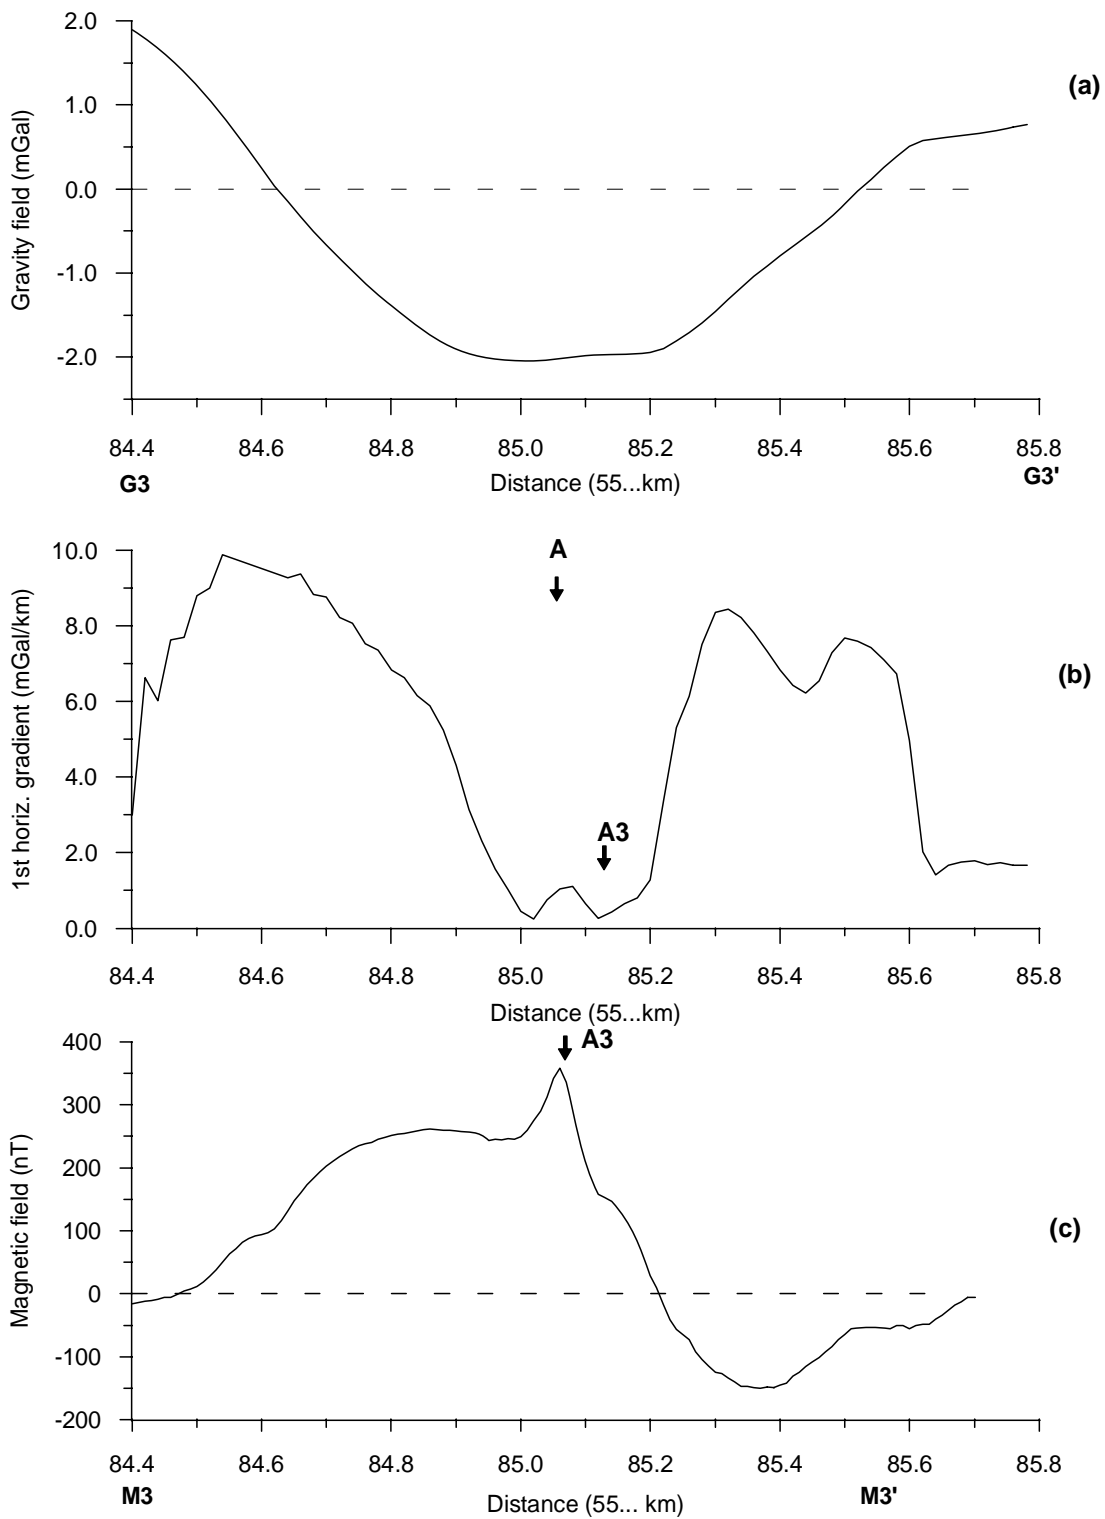 2.0
(a)
1.0
0.0
-1.0
-2.0
Gravity field (mGal)
84.4 84.6 84.8 85.0 85.2 85.4 85.6 85.8
G3 Distance (55...km) G3'
10.0
A
8.0
(b)
6.0
4.0
A3
2.0
0.0
1st horiz. gradient (mGal/km)
84.4 84.6 84.8 85.0 85.2 85.4 85.6 85.8
Distance (55...km)
400
A3
300
200
(c)
100
0
-100
-200
Magnetic field (nT)
84.4 84.6 84.8 85.0 85.2 85.4 85.6 85.8
M3 Distance (55... km) M3'